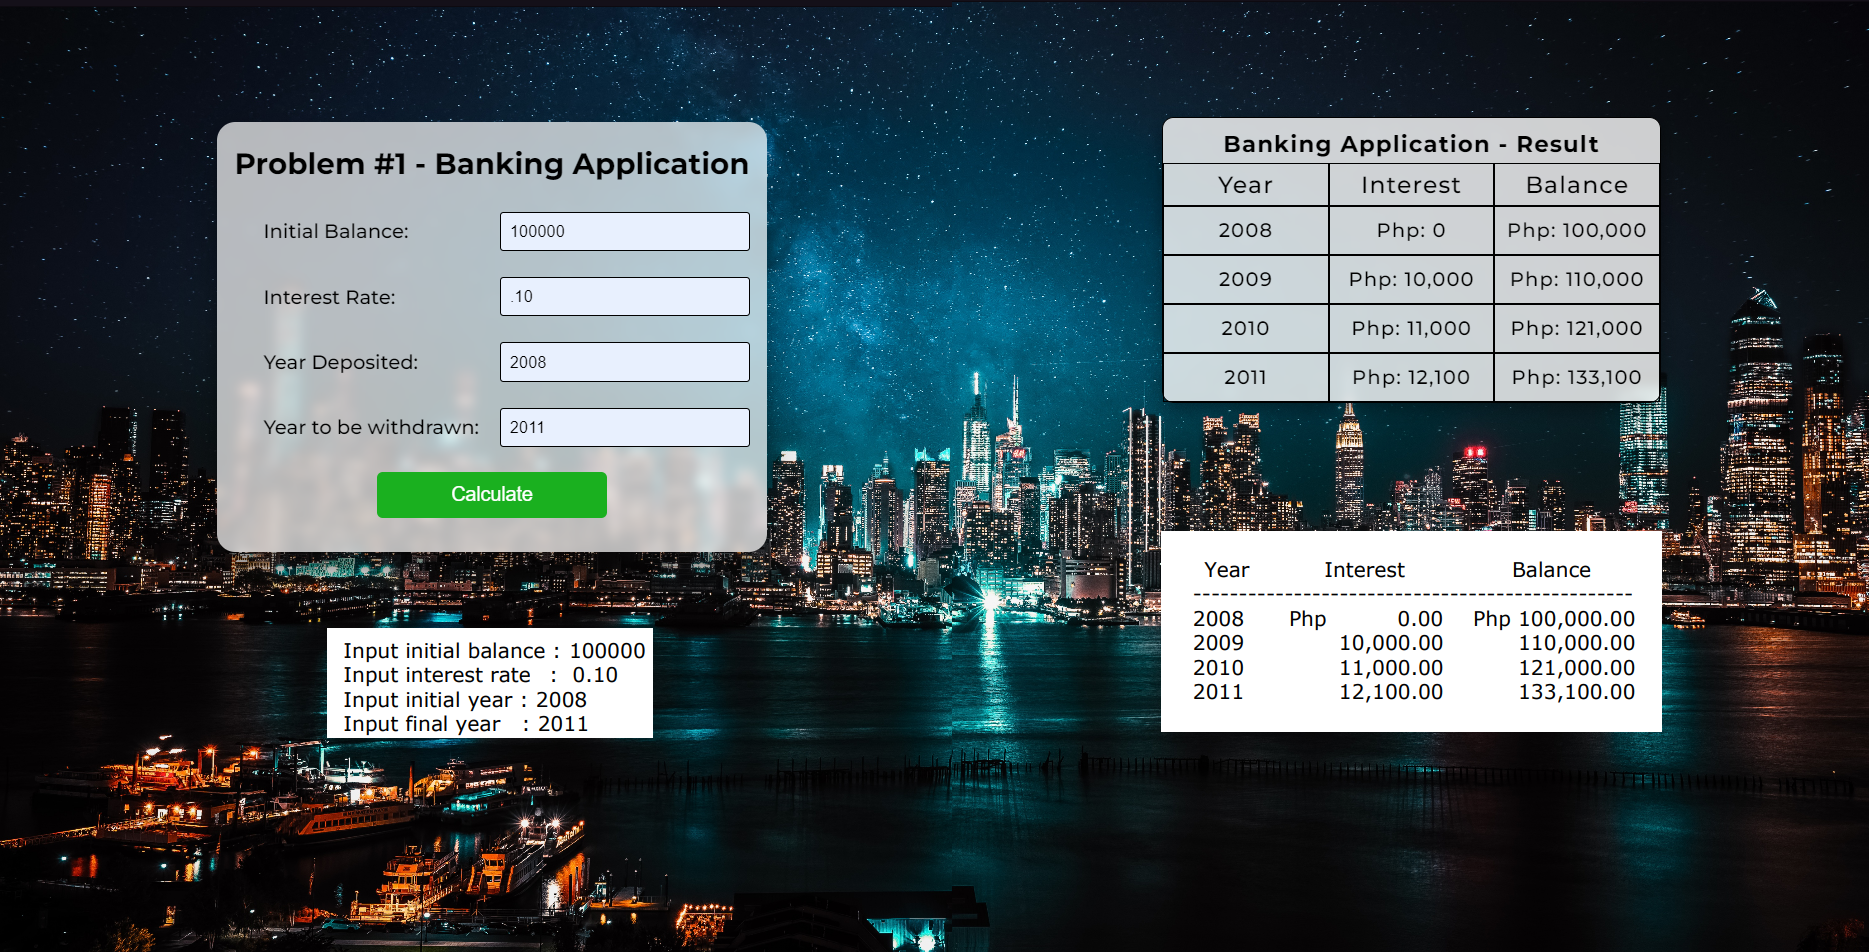 Problem #1 - Banking Application
Initial Balance: 100000
Interest Rate: .10
Year Deposited: 2008
Year to be withdrawn: 2011
Calculate
Input initial balance : 100000
Input interest rate : 0.10
Input initial year : 2008
Input final year : 2011
Banking Application - Result
Year Interest Balance
2008 Php: 0 Php: 100,000
2009 Php: 10,000 Php: 110,000
2010 Php: 11,000 Php: 121,000
2011 Php: 12,100 Php: 133,100
Year Interest Balance
------------------------------------------------
2008 Php 0.00 Php 100,000.00
2009 10,000.00 110,000.00
2010 11,000.00 121,000.00
2011 12,100.00 133,100.00